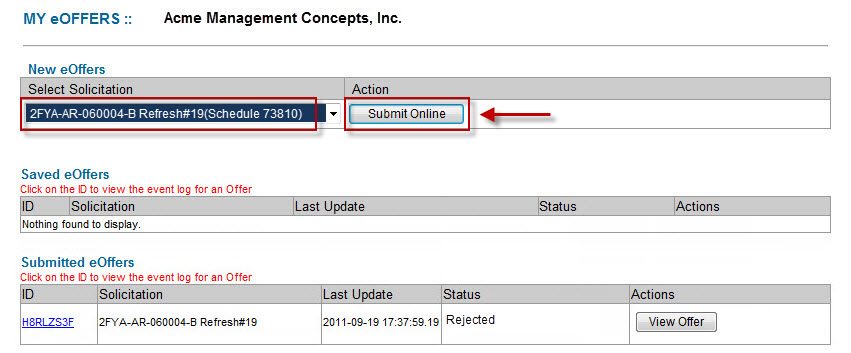 MY eOFFERS :: Acme Management Concepts, Inc.
New eOffers
Select Solicitation Action
2FYA-AR-060004-B Refresh#19(Schedule 73810) Submit Online
Saved eOffers
Click on the ID to view the event log for an Offer
ID Solicitation Last Update Status Actions
Nothing found to display.
Submitted eOffers
Click on the ID to view the event log for an Offer
ID Solicitation Last Update Status Actions
H8RLZS3F 2FYA-AR-060004-B Refresh#19 2011-09-19 17:37:59.19 Rejected View Offer